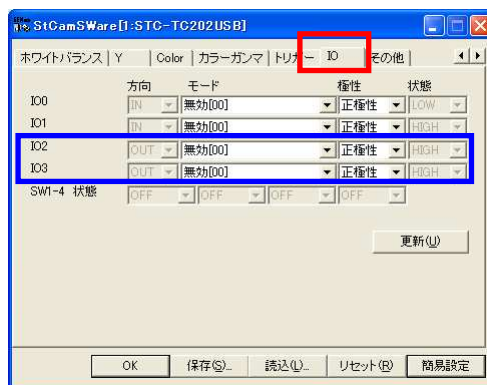 StCamSWare[1:STC-TC202USB]
ホワイトバランス Y Color カラーガンマ トリガー IO その他
方向 モード 極性 状態
IO0 IN 無効[00] 正極性 LOW
IO1 IN 無効[00] 正極性 HIGH
IO2 OUT 無効[00] 正極性 HIGH
IO3 OUT 無効[00] 正極性 HIGH
SW1-4 状態 OFF OFF OFF OFF
更新(U)
OK 保存(S)... 読込(L)... リセット(R) 簡易設定